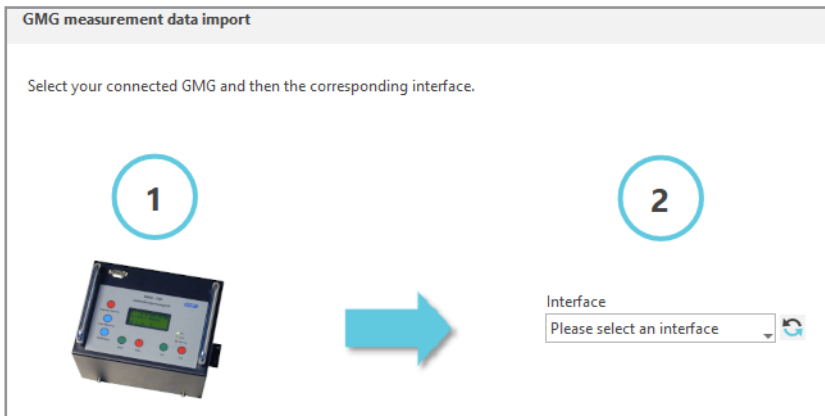 GMG measurement data import
Select your connected GMG and then the corresponding interface.
1
2
Interface
Please select an interface